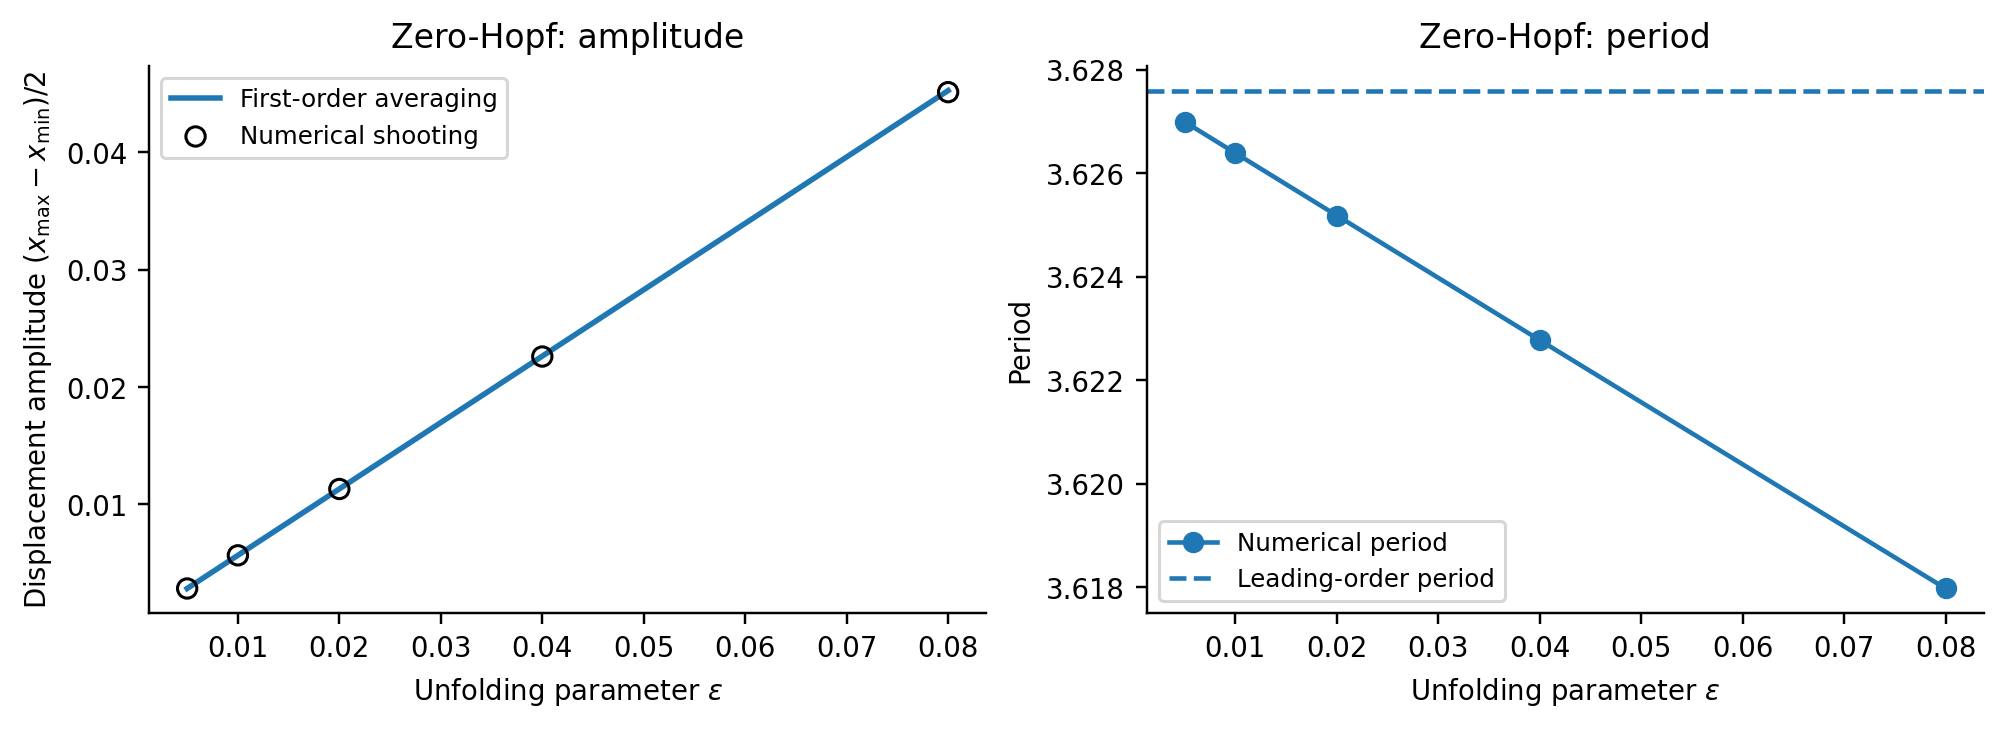 Zero-Hopf: amplitude
Displacement amplitude (x_max − x_min)/2
0.04
0.03
0.02
0.01
First-order averaging
Numerical shooting
0.01 0.02 0.03 0.04 0.05 0.06 0.07 0.08
Unfolding parameter ε
Zero-Hopf: period
Period
3.628
3.626
3.624
3.622
3.620
3.618
Numerical period
Leading-order period
0.01 0.02 0.03 0.04 0.05 0.06 0.07 0.08
Unfolding parameter ε